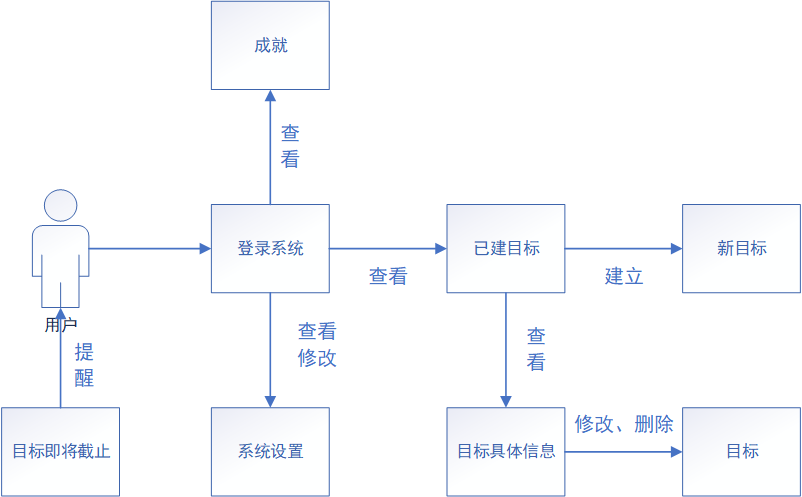 成就
查
看
登录系统
已建目标
新目标
查看
建立
用户
提
醒
查看
修改
查
看
目标即将截止
系统设置
目标具体信息
修改、删除
目标